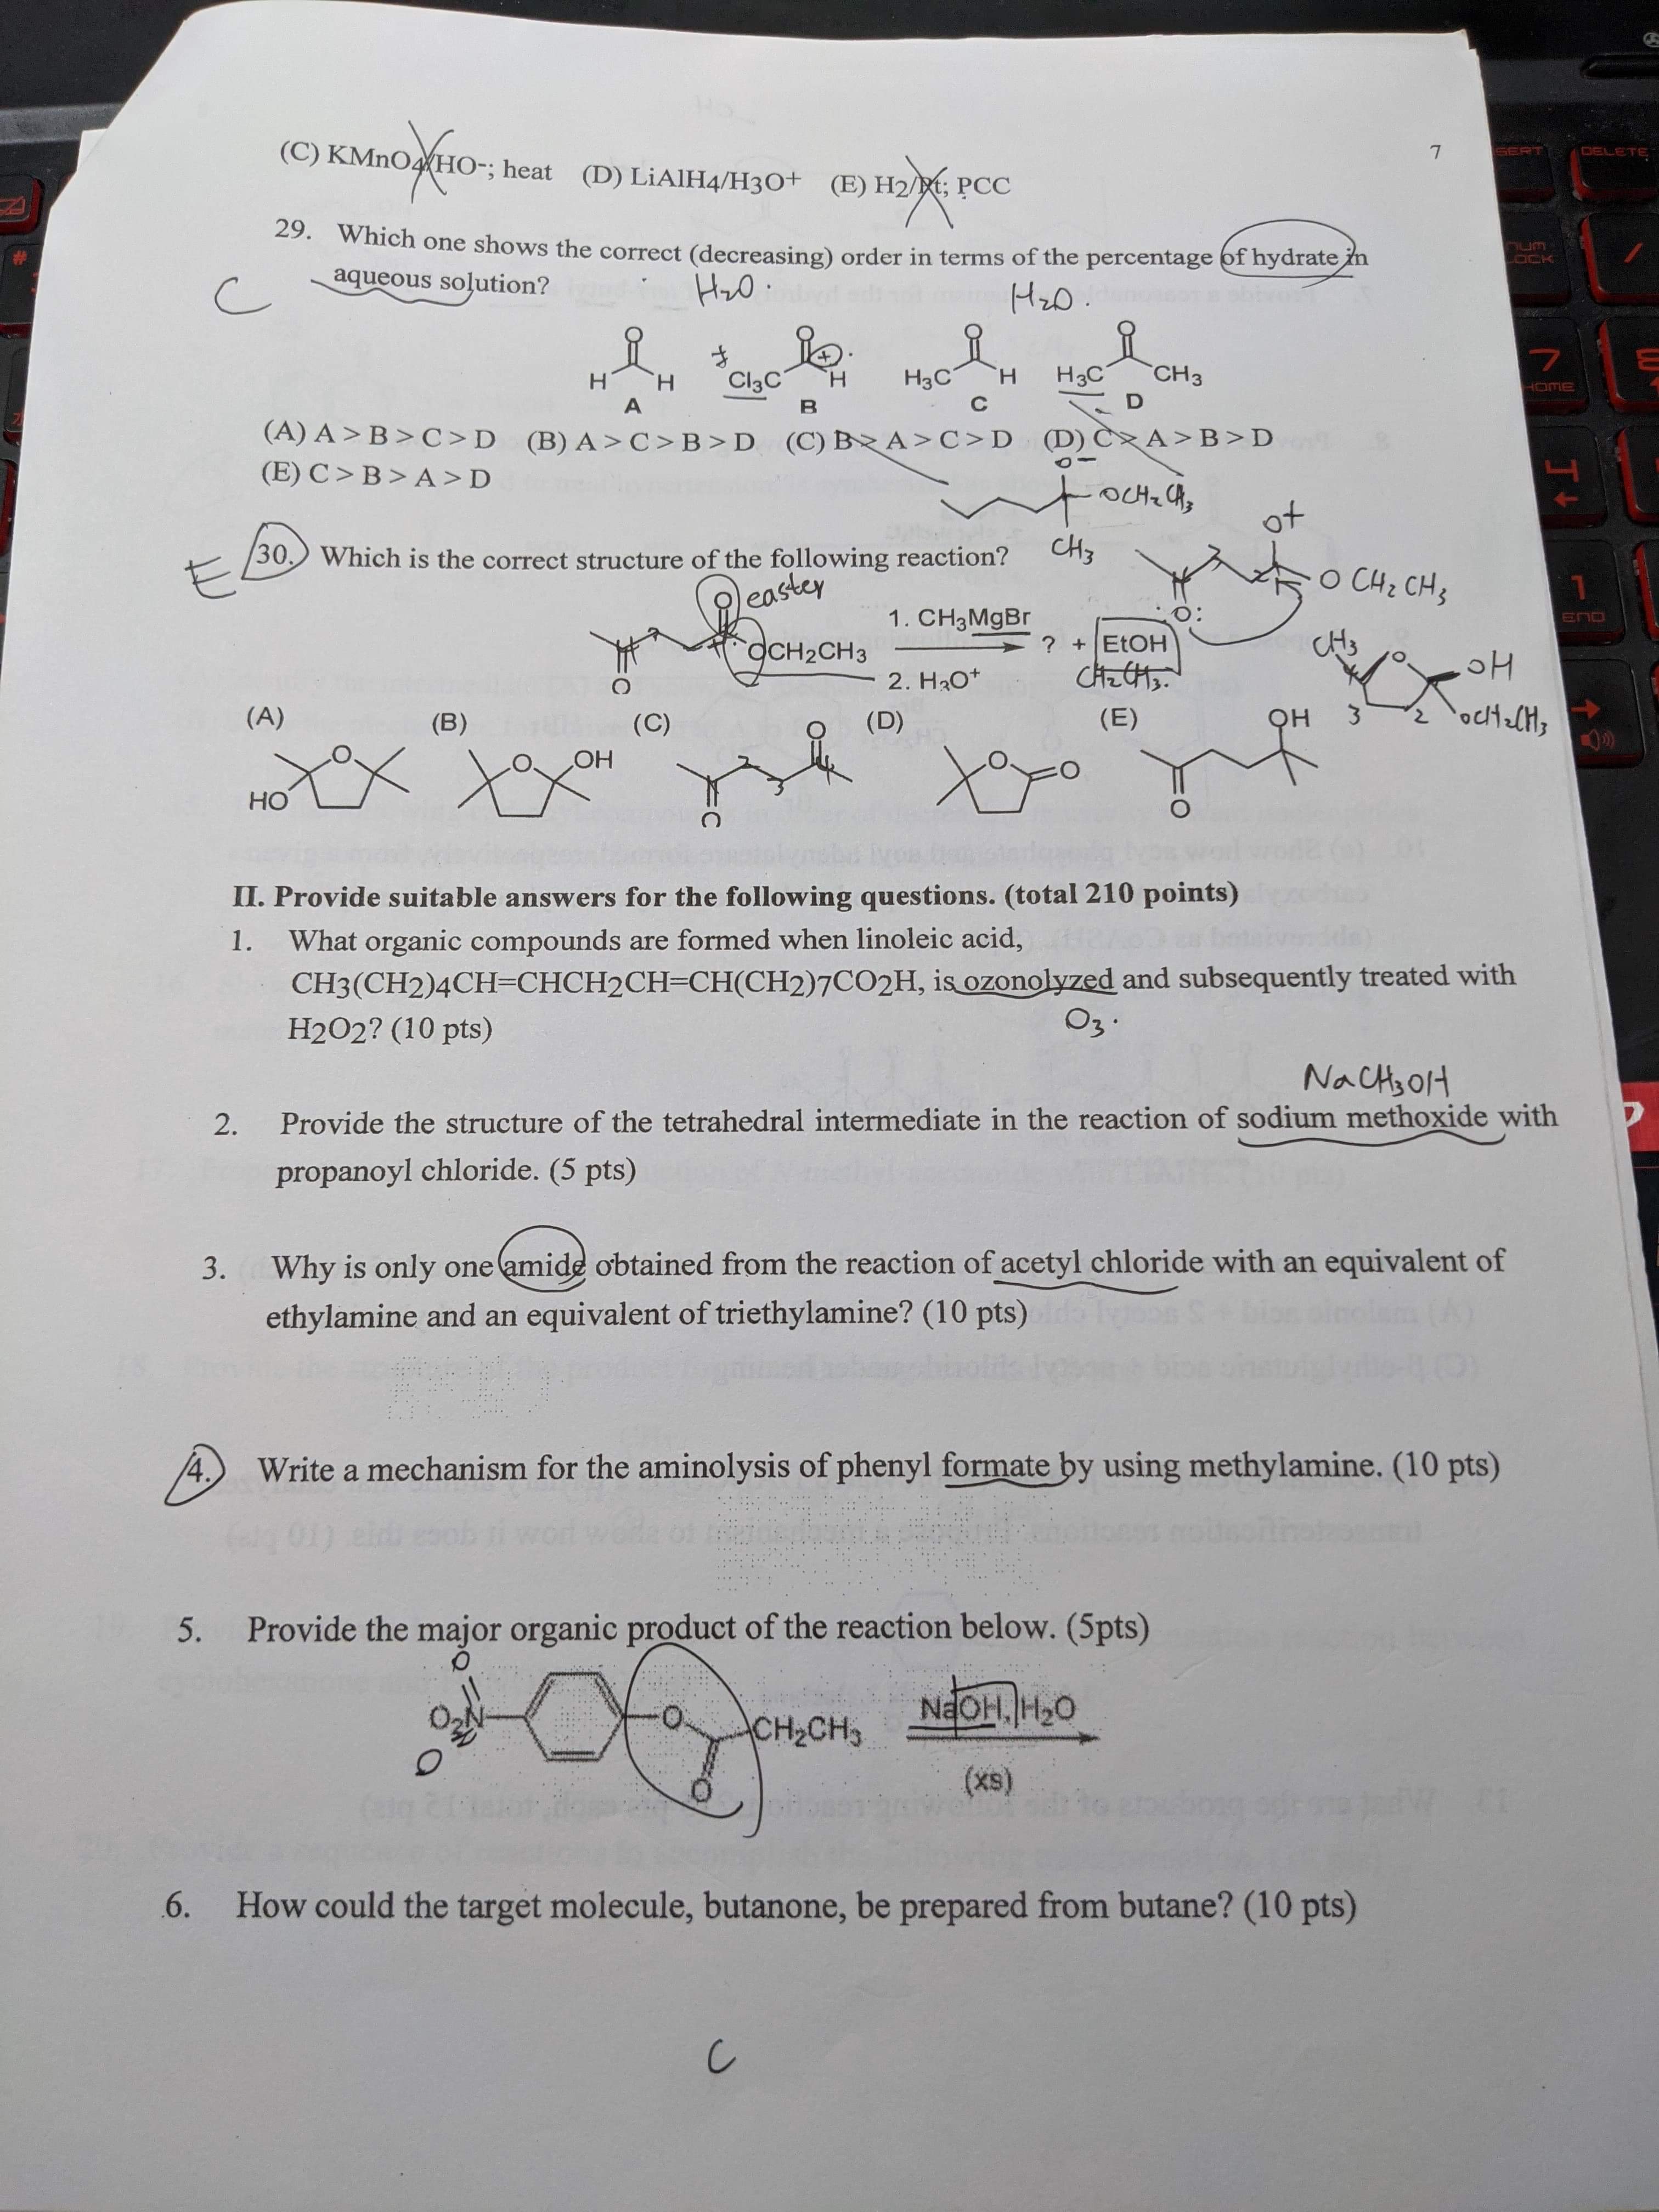 7
(C) KMnO4/HO-; heat (D) LiAlH4/H3O+ (E) H2/Pt; PCC
29. Which one shows the correct (decreasing) order in terms of the percentage of hydrate in
aqueous solution?
C
H2O.
H2O.
O O O O
H H Cl3C H H3C H H3C CH3
A B C D
(A) A > B > C > D (B) A > C > B > D (C) B > A > C > D (D) C > A > B > D
(E) C > B > A > D
O-
OCH2CH3
CH3
E
30. Which is the correct structure of the following reaction?
easter
O OCH2CH3 O
1. CH3MgBr
2. H3O+
? + EtOH
CH2CH3.
O+
O CH2CH3
:O:
CH3 O OH
3 2 OCH2CH3
(A) (B) (C) (D) (E)
HO O O OH O O O O O OH
II. Provide suitable answers for the following questions. (total 210 points)
1. What organic compounds are formed when linoleic acid,
CH3(CH2)4CH=CHCH2CH=CH(CH2)7CO2H, is ozonolyzed and subsequently treated with
H2O2? (10 pts)
O3.
NaCH3OH
2. Provide the structure of the tetrahedral intermediate in the reaction of sodium methoxide with
propanoyl chloride. (5 pts)
3. Why is only one amide obtained from the reaction of acetyl chloride with an equivalent of
ethylamine and an equivalent of triethylamine? (10 pts)
4. Write a mechanism for the aminolysis of phenyl formate by using methylamine. (10 pts)
5. Provide the major organic product of the reaction below. (5pts)
O
O2N O CH2CH3 NaOH, H2O
O O (xs)
6. How could the target molecule, butanone, be prepared from butane? (10 pts)
C